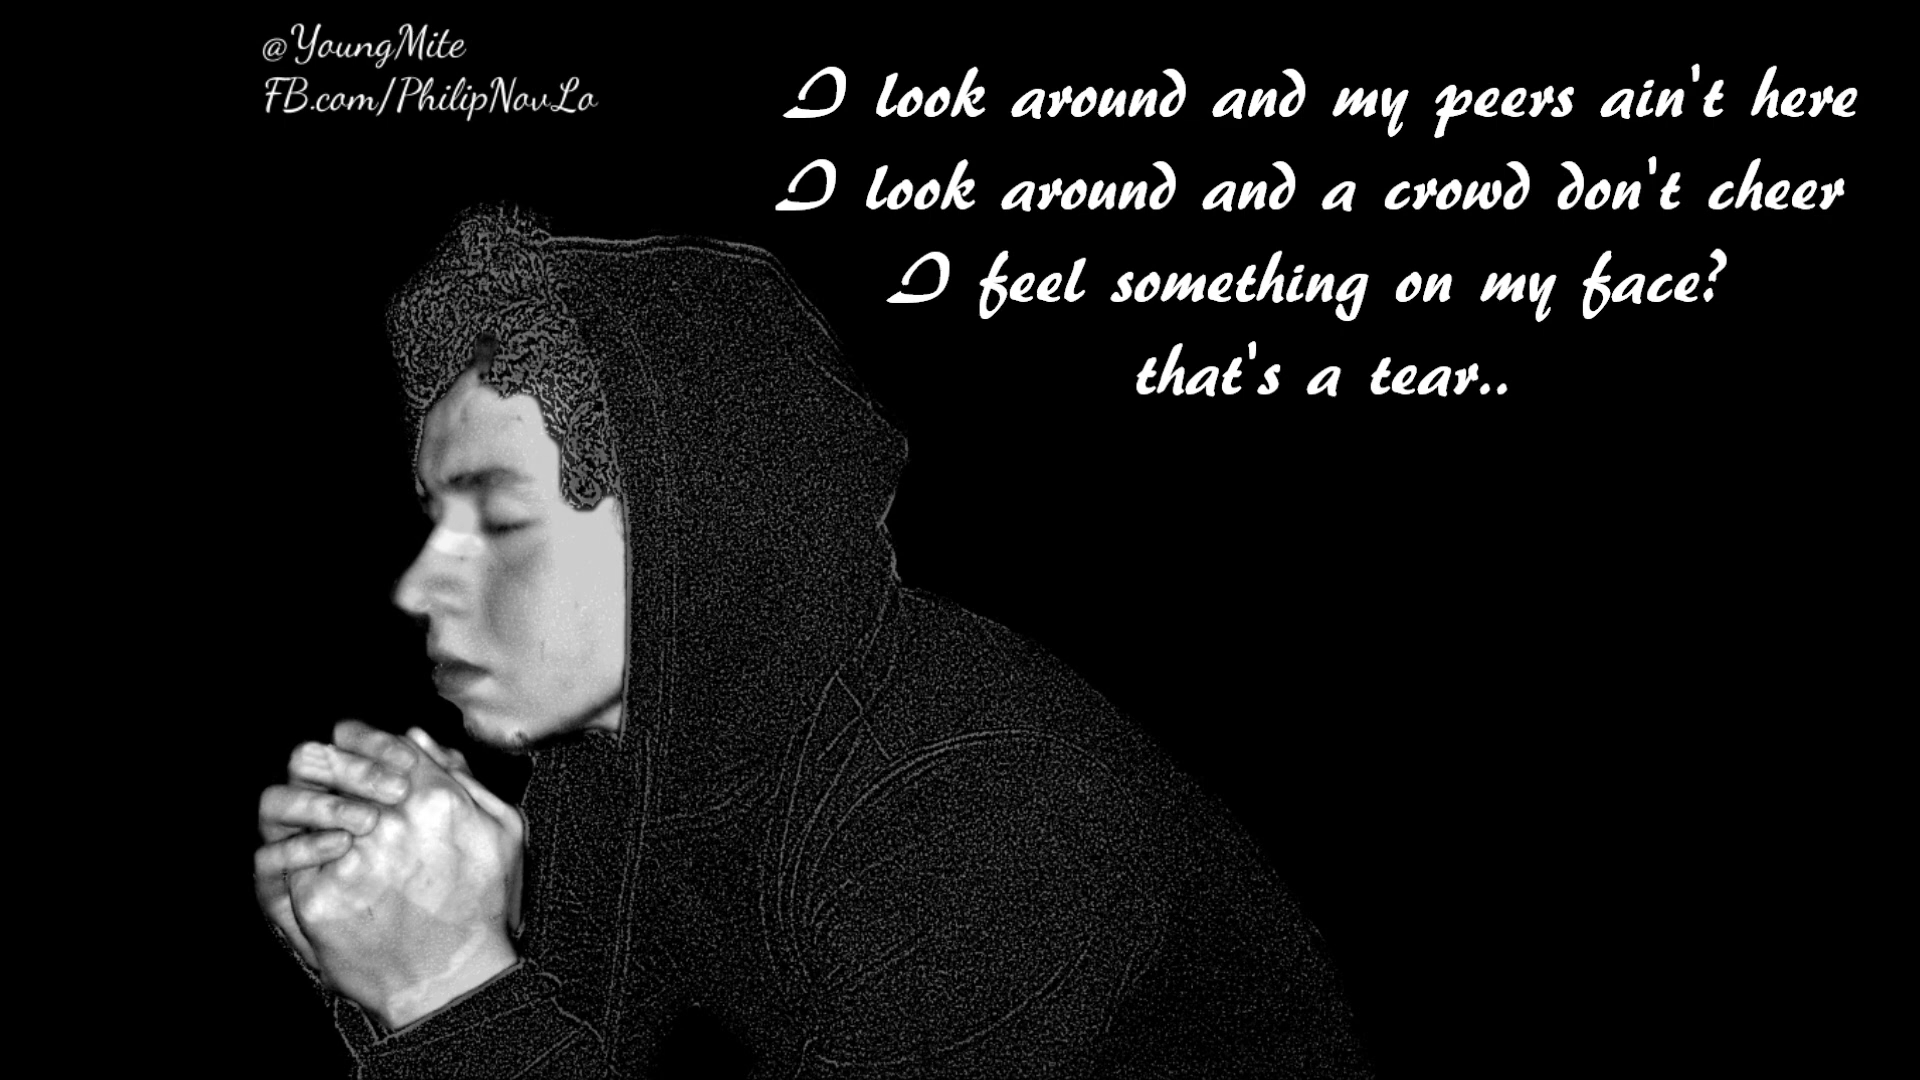 @YoungMite
FB.com/PhilipNovLo
I look around and my peers ain't here
I look around and a crowd don't cheer
I feel something on my face?
that's a tear..